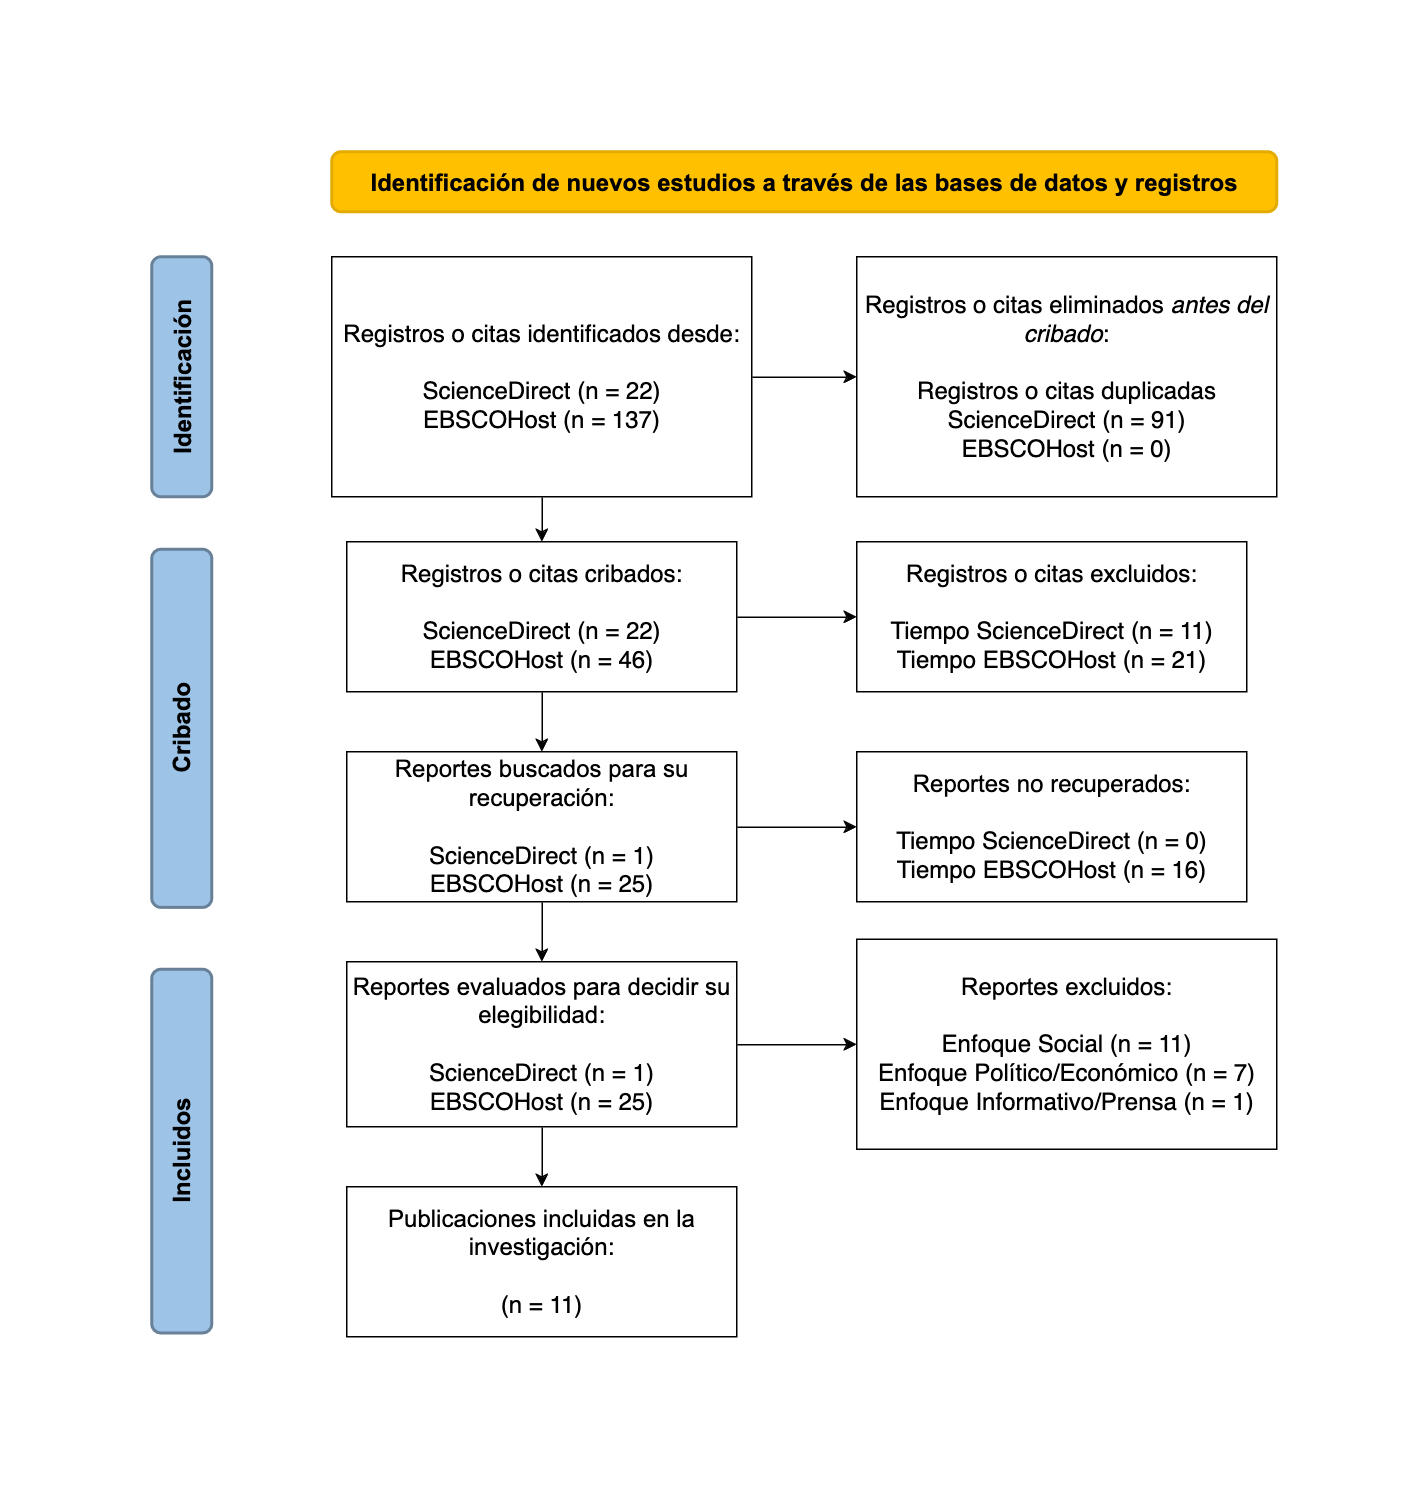 Identificación de nuevos estudios a través de las bases de datos y registros
Identificación
Registros o citas identificados desde:
ScienceDirect (n = 22)
EBSCOHost (n = 137)
Registros o citas eliminados antes del
cribado:
Registros o citas duplicadas
ScienceDirect (n = 91)
EBSCOHost (n = 0)
Cribado
Registros o citas cribados:
ScienceDirect (n = 22)
EBSCOHost (n = 46)
Registros o citas excluidos:
Tiempo ScienceDirect (n = 11)
Tiempo EBSCOHost (n = 21)
Reportes buscados para su
recuperación:
ScienceDirect (n = 1)
EBSCOHost (n = 25)
Reportes no recuperados:
Tiempo ScienceDirect (n = 0)
Tiempo EBSCOHost (n = 16)
Incluidos
Reportes evaluados para decidir su
elegibilidad:
ScienceDirect (n = 1)
EBSCOHost (n = 25)
Reportes excluidos:
Enfoque Social (n = 11)
Enfoque Político/Económico (n = 7)
Enfoque Informativo/Prensa (n = 1)
Publicaciones incluidas en la
investigación:
(n = 11)